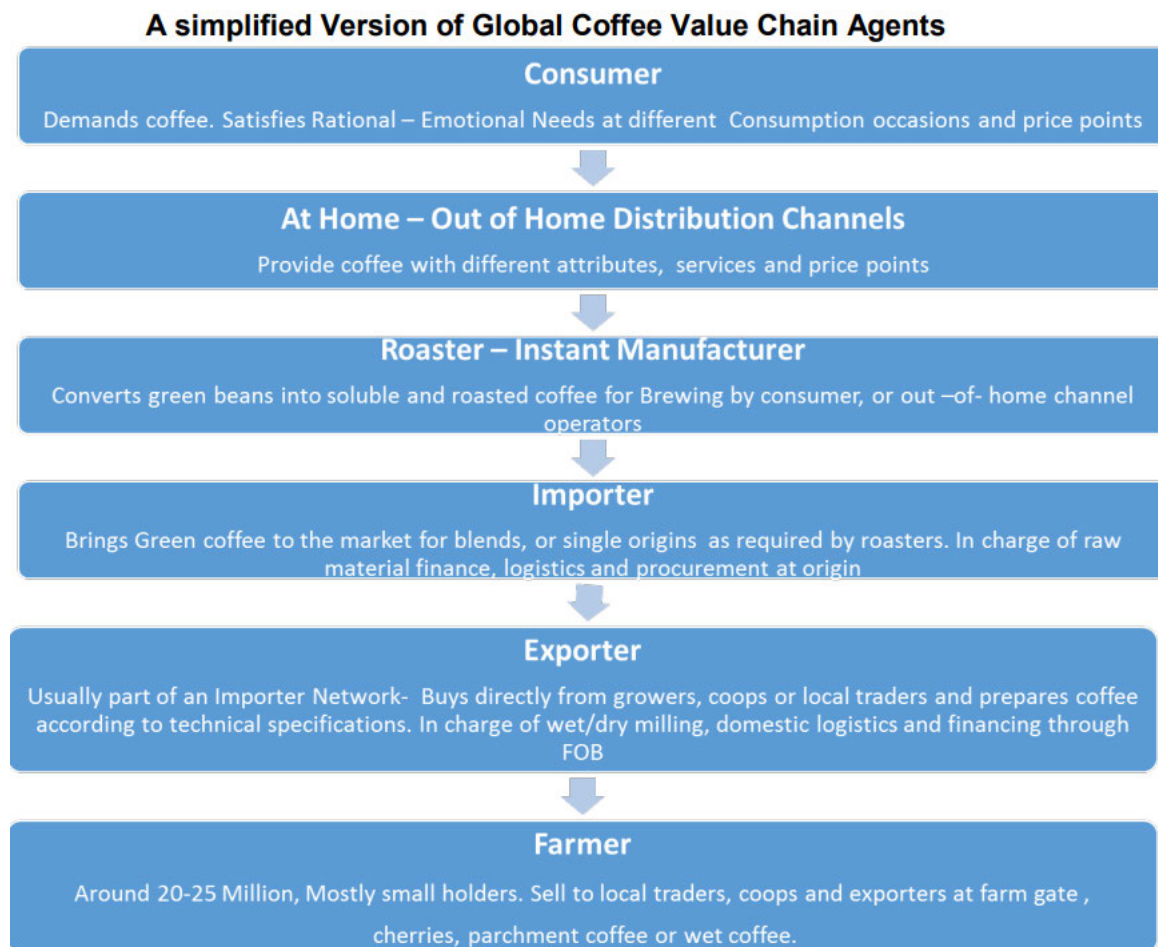 A simplified Version of Global Coffee Value Chain Agents
Consumer
Demands coffee. Satisfies Rational – Emotional Needs at different Consumption occasions and price points
At Home – Out of Home Distribution Channels
Provide coffee with different attributes, services and price points
Roaster – Instant Manufacturer
Converts green beans into soluble and roasted coffee for Brewing by consumer, or out –of- home channel
operators
Importer
Brings Green coffee to the market for blends, or single origins as required by roasters. In charge of raw
material finance, logistics and procurement at origin
Exporter
Usually part of an Importer Network- Buys directly from growers, coops or local traders and prepares coffee
according to technical specifications. In charge of wet/dry milling, domestic logistics and financing through
FOB
Farmer
Around 20-25 Million, Mostly small holders. Sell to local traders, coops and exporters at farm gate ,
cherries, parchment coffee or wet coffee.